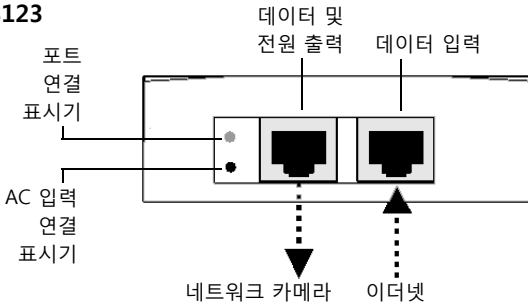 123
데이터 및
전원 출력
데이터 입력
포트
연결
표시기
AC 입력
연결
표시기
네트워크 카메라
이더넷